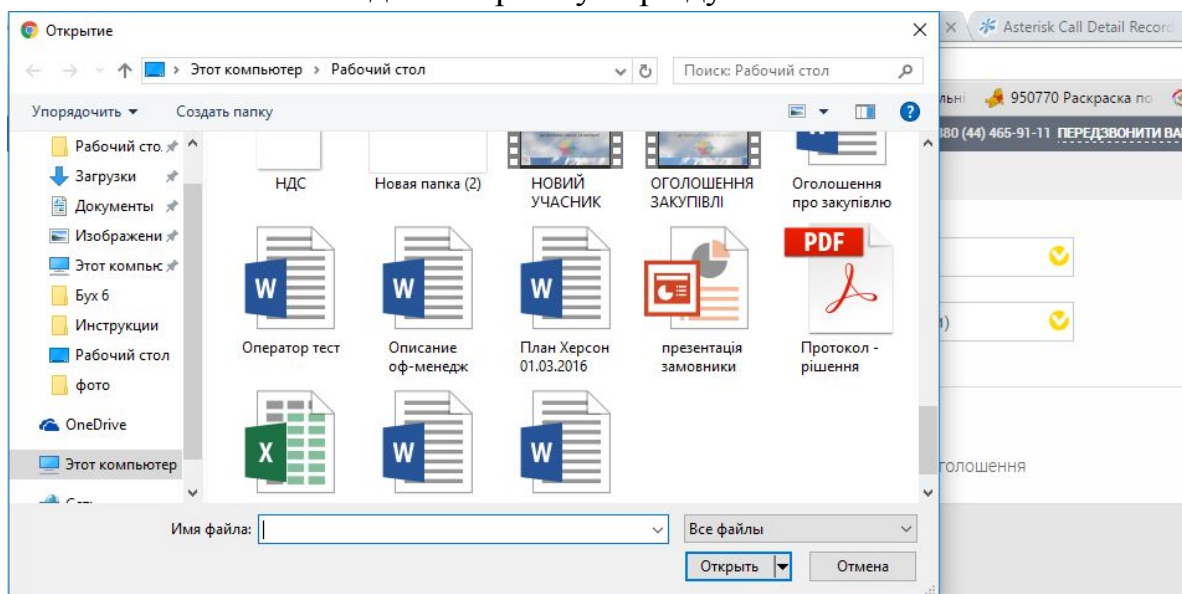 Открытие
Asterisk Call Detail Record
Этот компьютер > Рабочий стол
Поиск: Рабочий стол
950770 Раскраска по
Упорядочить
Создать папку
380 (44) 465-91-11 ПЕРЕДЗВОНИТИ ВА
Рабочий сто.
Загрузки
Документы
Изображени
Этот компьк
Бух 6
Инструкции
Рабочий стол
фото
OneDrive
Этот компьютер
НДС
Новая папка (2)
НОВИЙ
УЧАСНИК
ОГОЛОШЕННЯ
ЗАКУПІВЛІ
Оголошення
про закупівлю
W
W
W
PDF
Оператор тест
Описание
оф-менедж
План Херсон
01.03.2016
презентація
замовники
Протокол -
рішення
X
W
W
голошення
Имя файла:
Все файлы
Открыть
Отмена